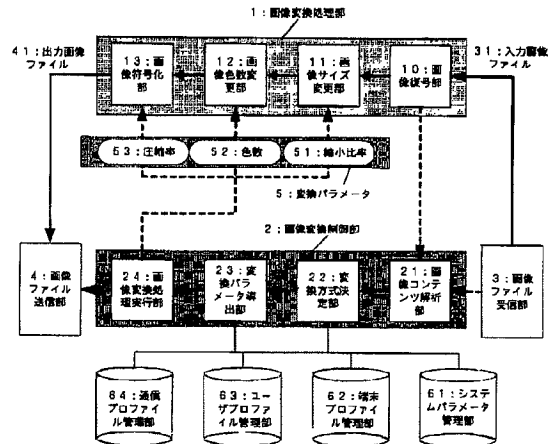 1：画像変換処理部
41：出力画像
ファイル
31：入力画像
ファイル
13：画
像符号化
部
12：画
像色数変
更部
11：画
像サイズ
変更部
10：画
像復号部
53：圧縮率
52：色数
51：縮小比率
5：変換パラメータ
2：画像変換制御部
4：画像
ファイル
送信部
24：画
像変換処
理実行部
23：変
換パラ
メータ導
出部
22：変
換方式決
定部
21：画
像コンテ
ンツ解析
部
3：画像
ファイル
受信部
64：通信
プロファイ
ル管理部
63：ユー
ザプロファイ
ル管理部
62：端末
プロファイ
ル管理部
61：システ
ムパラメータ
管理部